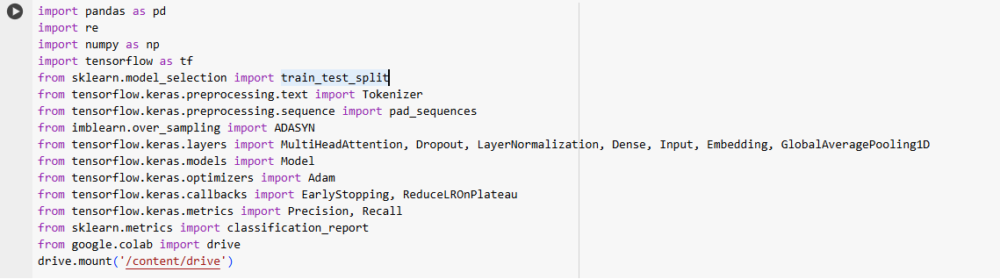 import pandas as pd
import re
import numpy as np
import tensorflow as tf
from sklearn.model_selection import train_test_split
from tensorflow.keras.preprocessing.text import Tokenizer
from tensorflow.keras.preprocessing.sequence import pad_sequences
from imblearn.over_sampling import ADASYN
from tensorflow.keras.layers import MultiHeadAttention, Dropout, LayerNormalization, Dense, Input, Embedding, GlobalAveragePooling1D
from tensorflow.keras.models import Model
from tensorflow.keras.optimizers import Adam
from tensorflow.keras.callbacks import EarlyStopping, ReduceLROnPlateau
from tensorflow.keras.metrics import Precision, Recall
from sklearn.metrics import classification_report
from google.colab import drive
drive.mount('/content/drive')